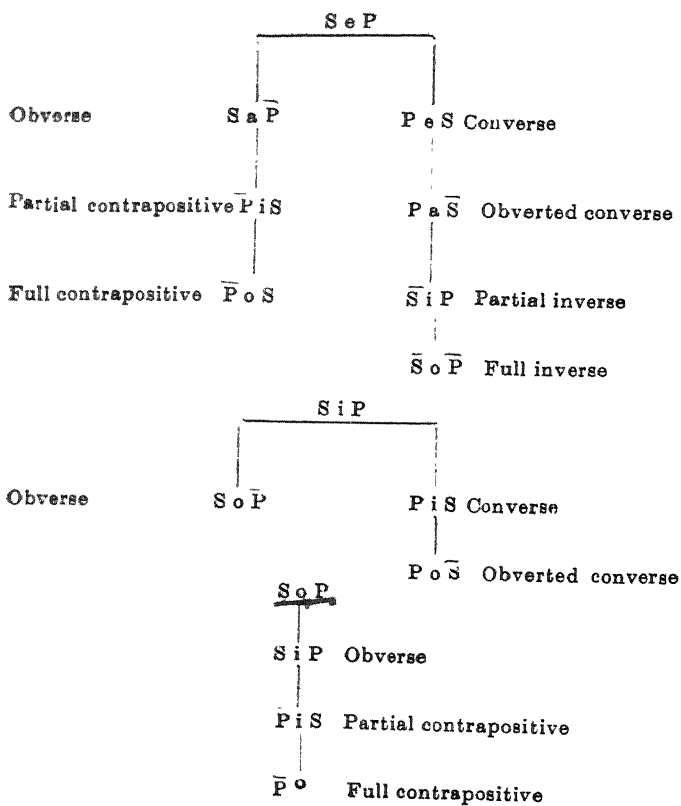 S e P
Obverse S a P̅ P e S Converse
Partial contrapositive P̅ i S P a S̅ Obverted converse
Full contrapositive P̅ o S S̅ i P Partial inverse
S̅ o P̅ Full inverse
S i P
Obverse S o P̅ P i S Converse
P o S̅ Obverted converse
S o P
S i P Obverse
P i S Partial contrapositive
P̅ o Full contrapositive